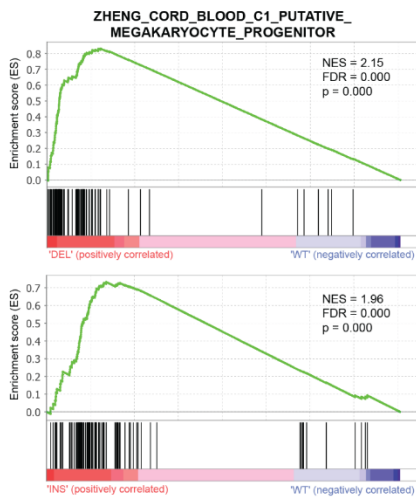 ZHENG_CORD_BLOOD_C1_PUTATIVE_
MEGAKARYOCYTE_PROGENITOR
Enrichment score (ES)
0.8
0.7
0.6
0.5
0.4
0.3
0.2
0.1
0.0
NES = 2.15
FDR = 0.000
p = 0.000
'DEL' (positively correlated)
'WT' (negatively correlated)
Enrichment score (ES)
0.7
0.6
0.5
0.4
0.3
0.2
0.1
0.0
NES = 1.96
FDR = 0.000
p = 0.000
'INS' (positively correlated)
'WT' (negatively correlated)